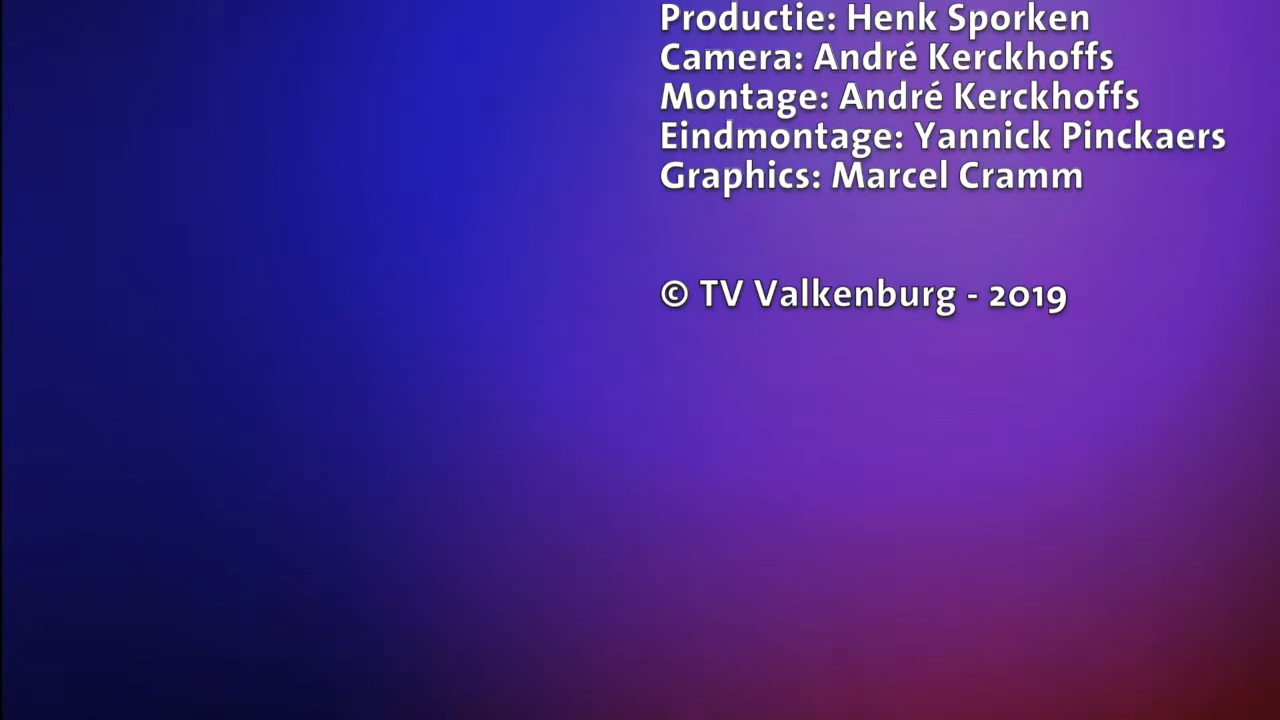 Productie: Henk Sporken
Camera: André Kerckhoffs
Montage: André Kerckhoffs
Eindmontage: Yannick Pinckaers
Graphics: Marcel Cramm
© TV Valkenburg - 2019